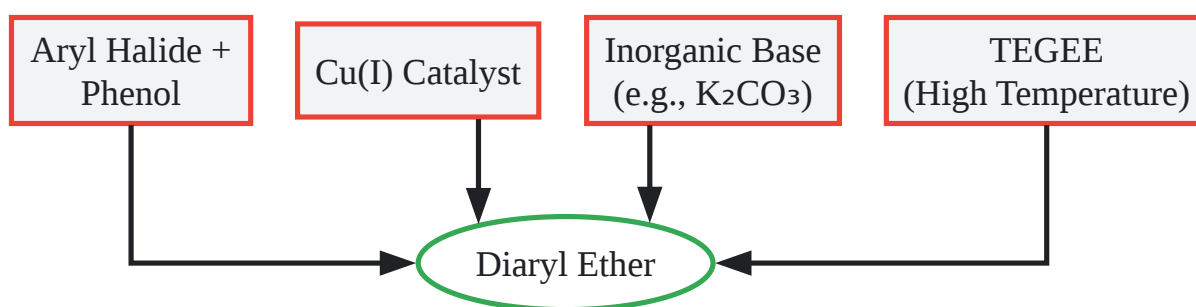 Aryl Halide +
Phenol
Cu(I) Catalyst
Inorganic Base
(e.g., K₂CO₃)
TEGEE
(High Temperature)
Diaryl Ether